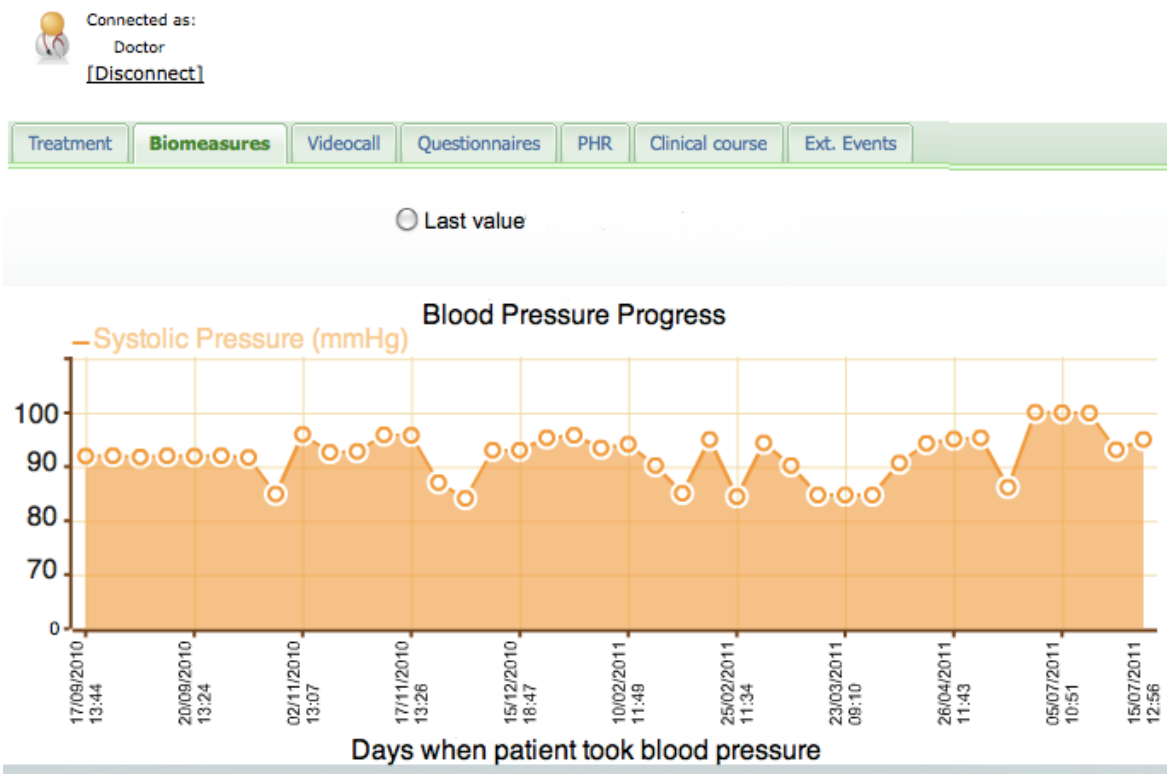 Connected as:
Doctor
[Disconnect]
Treatment
Biomeasures
Videocall
Questionnaires
PHR
Clinical course
Ext. Events
Last value
Blood Pressure Progress
Systolic Pressure (mmHg)
100
90
80
70
0
17/09/2010
13:44
20/09/2010
13:24
02/11/2010
13:07
17/11/2010
13:26
15/12/2010
18:47
10/02/2011
11:49
25/02/2011
11:34
23/03/2011
09:10
26/04/2011
11:43
05/07/2011
10:51
15/07/2011
12:56
Days when patient took blood pressure